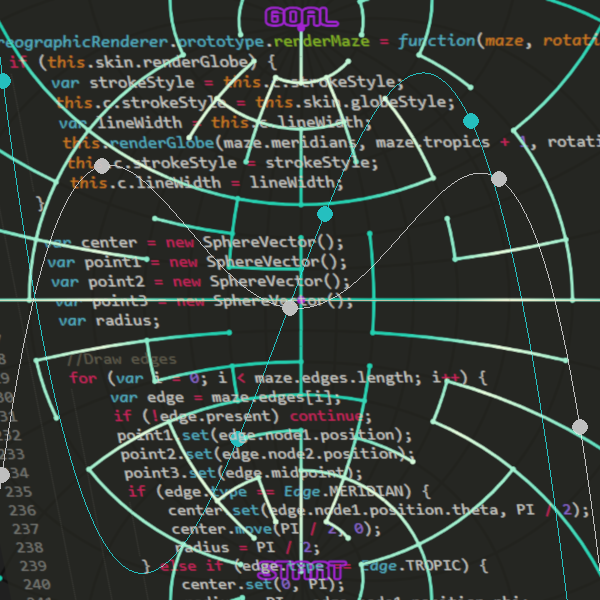 GOAL
reographicRenderer.prototype.renderMaze = function(maze, rotati
if (this.skin.renderGlobe) {
var strokeStyle = this.c.strokeStyle;
this.c.strokeStyle = this.skin.globeStyle;
var lineWidth = this.c.lineWidth;
this.renderGlobe(maze.meridians, maze.tropics + 1, rotati
this.c.strokeStyle = strokeStyle;
this.c.lineWidth = lineWidth;
}
var center = new SphereVector();
var point1 = new SphereVector();
var point2 = new SphereVector();
var point3 = new SphereVector();
var radius;
8 //Draw edges
29 for (var i = 0; i < maze.edges.length; i++) {
30 var edge = maze.edges[i];
231 if (!edge.present) continue;
232 point1.set(edge.node1.position);
233 point2.set(edge.node2.position);
234 point3.set(edge.midpoint);
235 if (edge.type == Edge.MERIDIAN) {
236 center.set(edge.node1.position.theta, PI / 2);
237 center.move(PI / 2, 0);
238 radius = PI / 2;
239 } else if (edge.type == Edge.TROPIC) {
START
240 center.set(0, PI);